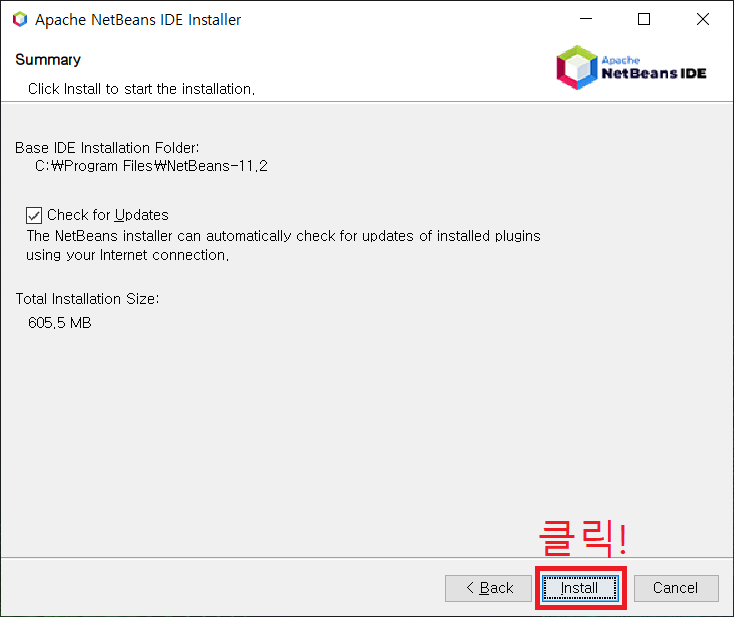 Apache NetBeans IDE Installer
Summary
Click Install to start the installation.
Apache
NetBeans IDE
Base IDE Installation Folder:
C:₩Program Files₩NetBeans-11.2
Check for Updates
The NetBeans installer can automatically check for updates of installed plugins
using your Internet connection.
Total Installation Size:
605.5 MB
클릭!
< Back
Install
Cancel